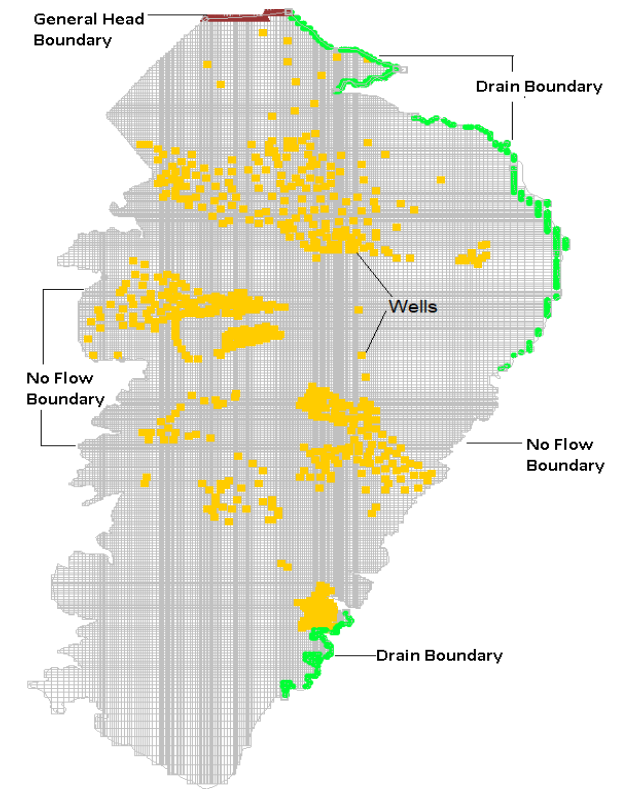 General Head
Boundary
Drain Boundary
Wells
No Flow
Boundary
No Flow
Boundary
Drain Boundary